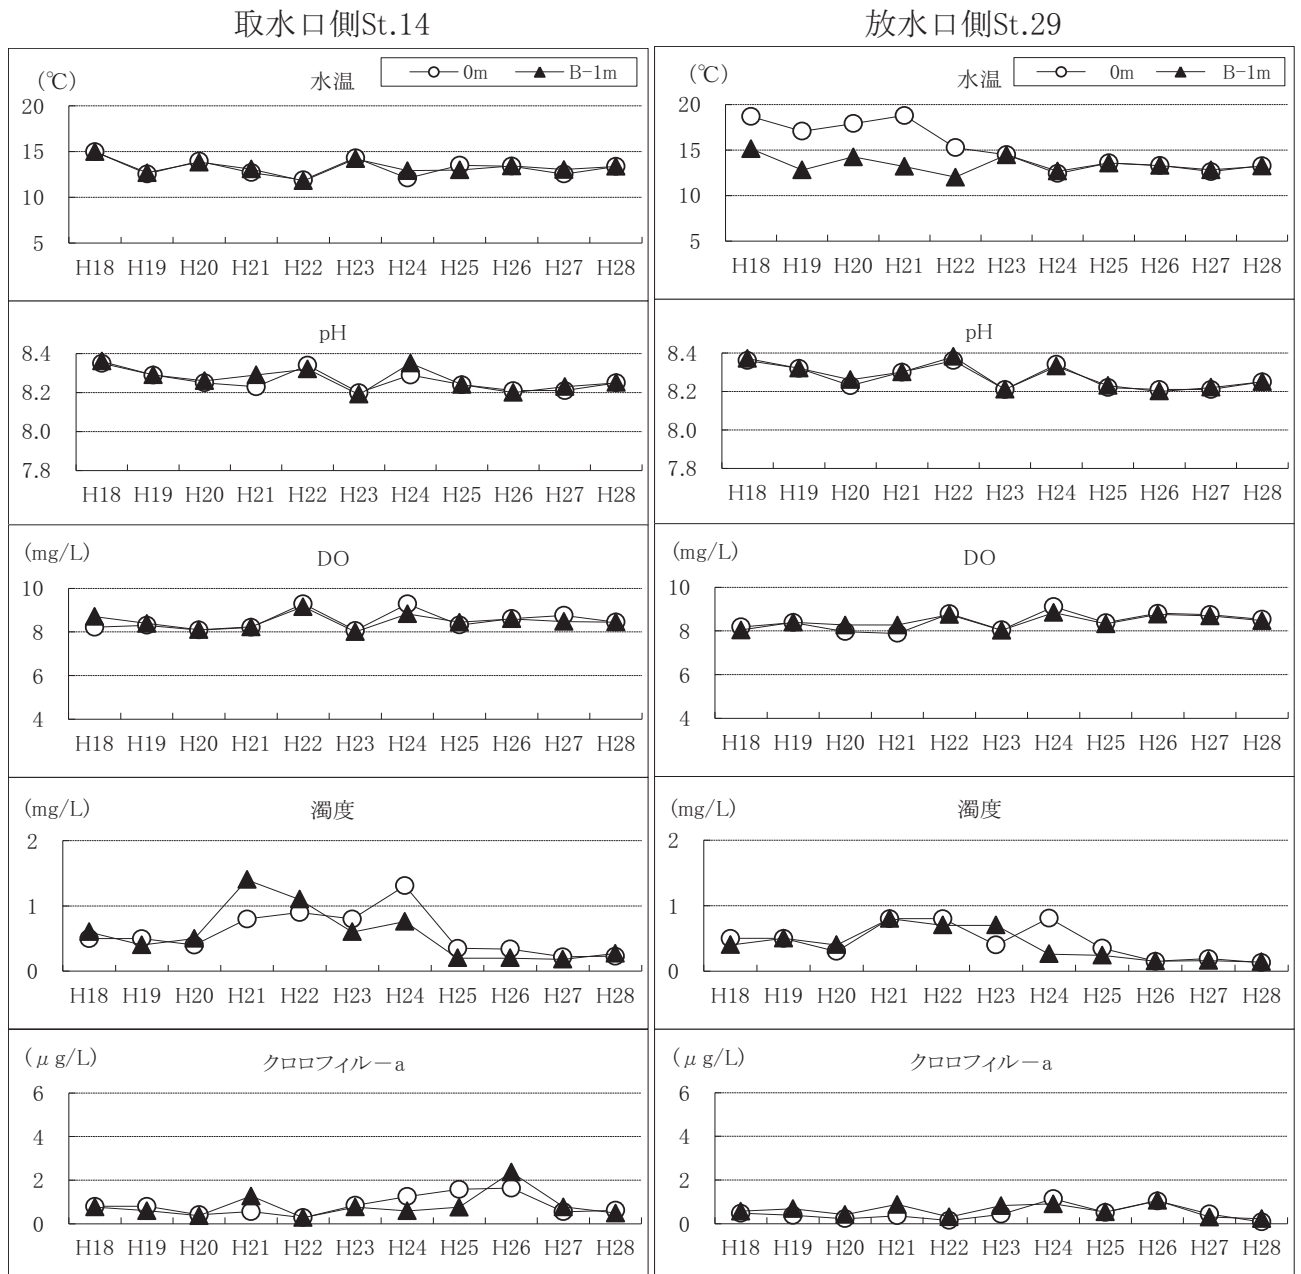 取水口側St.14
(℃)
水温
0m
B-1m
20
15
10
5
H18 H19 H20 H21 H22 H23 H24 H25 H26 H27 H28
pH
8.4
8.2
8.0
7.8
H18 H19 H20 H21 H22 H23 H24 H25 H26 H27 H28
(mg/L)
DO
10
8
6
4
H18 H19 H20 H21 H22 H23 H24 H25 H26 H27 H28
(mg/L)
濁度
2
1
0
H18 H19 H20 H21 H22 H23 H24 H25 H26 H27 H28
(μg/L)
クロロフィルーa
6
4
2
0
H18 H19 H20 H21 H22 H23 H24 H25 H26 H27 H28
放水口側St.29
(℃)
水温
0m
B-1m
20
15
10
5
H18 H19 H20 H21 H22 H23 H24 H25 H26 H27 H28
pH
8.4
8.2
8.0
7.8
H18 H19 H20 H21 H22 H23 H24 H25 H26 H27 H28
(mg/L)
DO
10
8
6
4
H18 H19 H20 H21 H22 H23 H24 H25 H26 H27 H28
(mg/L)
濁度
2
1
0
H18 H19 H20 H21 H22 H23 H24 H25 H26 H27 H28
(μg/L)
クロロフィルーa
6
4
2
0
H18 H19 H20 H21 H22 H23 H24 H25 H26 H27 H28